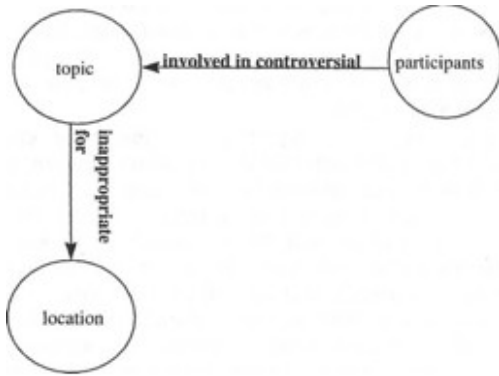 topic
involved in controversial
participants
inappropriate
for
location